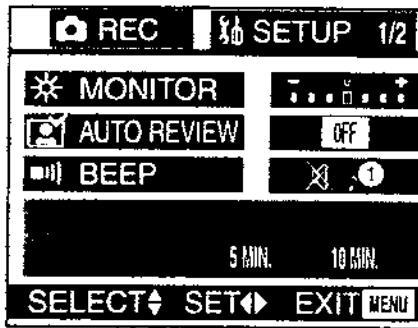 REC SETUP 1/2
MONITOR - +
AUTO REVIEW OFF
BEEP 1
5 MIN. 10 MIN.
SELECT SET EXIT MENU